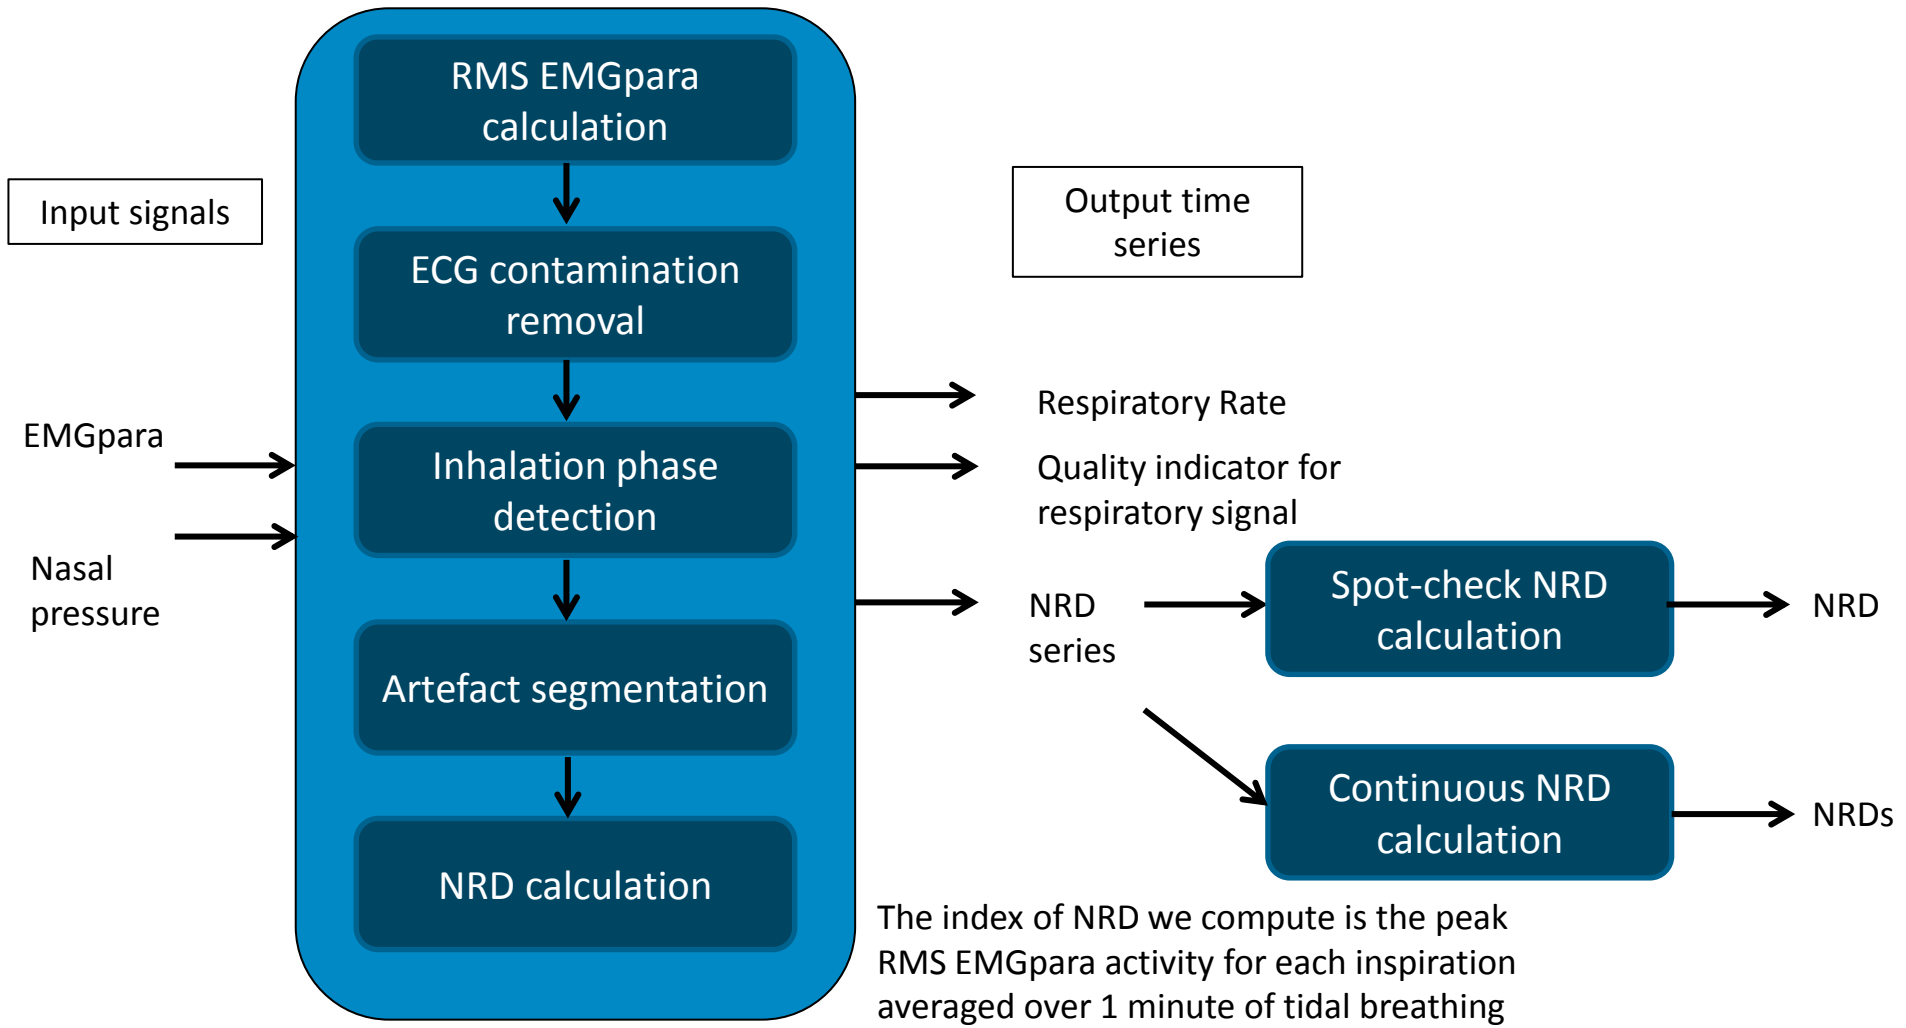 Input signals
EMGpara
Nasal
pressure
RMS EMGpara
calculation
ECG contamination
removal
Inhalation phase
detection
Artefact segmentation
NRD calculation
Output time
series
Respiratory Rate
Quality indicator for
respiratory signal
NRD
series
Spot-check NRD
calculation
NRD
Continuous NRD
calculation
NRDs
The index of NRD we compute is the peak
RMS EMGpara activity for each inspiration
averaged over 1 minute of tidal breathing